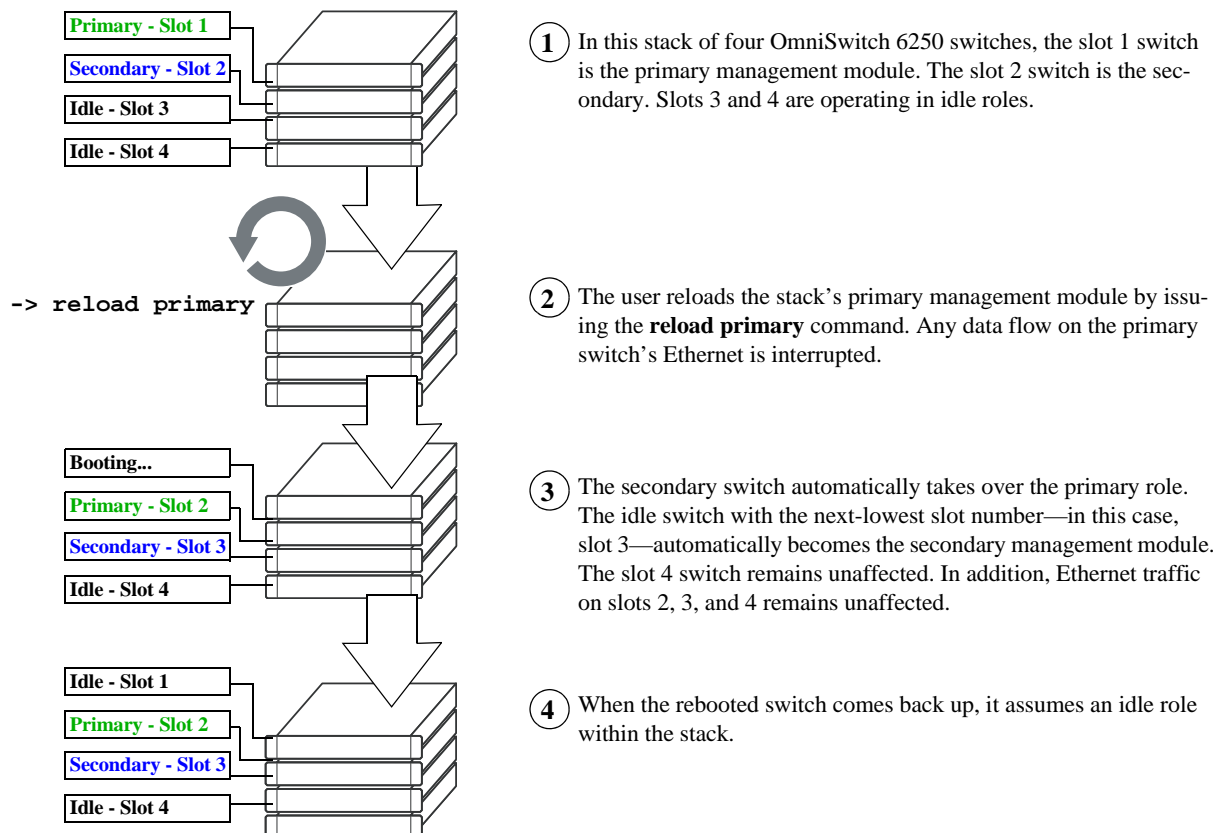 Primary - Slot 1
Secondary - Slot 2
Idle - Slot 3
Idle - Slot 4
1 In this stack of four OmniSwitch 6250 switches, the slot 1 switch
is the primary management module. The slot 2 switch is the sec-
ondary. Slots 3 and 4 are operating in idle roles.
-> reload primary
2 The user reloads the stack’s primary management module by issu-
ing the reload primary command. Any data flow on the primary
switch’s Ethernet is interrupted.
Booting...
Primary - Slot 2
Secondary - Slot 3
Idle - Slot 4
3 The secondary switch automatically takes over the primary role.
The idle switch with the next-lowest slot number—in this case,
slot 3—automatically becomes the secondary management module.
The slot 4 switch remains unaffected. In addition, Ethernet traffic
on slots 2, 3, and 4 remains unaffected.
Idle - Slot 1
Primary - Slot 2
Secondary - Slot 3
Idle - Slot 4
4 When the rebooted switch comes back up, it assumes an idle role
within the stack.